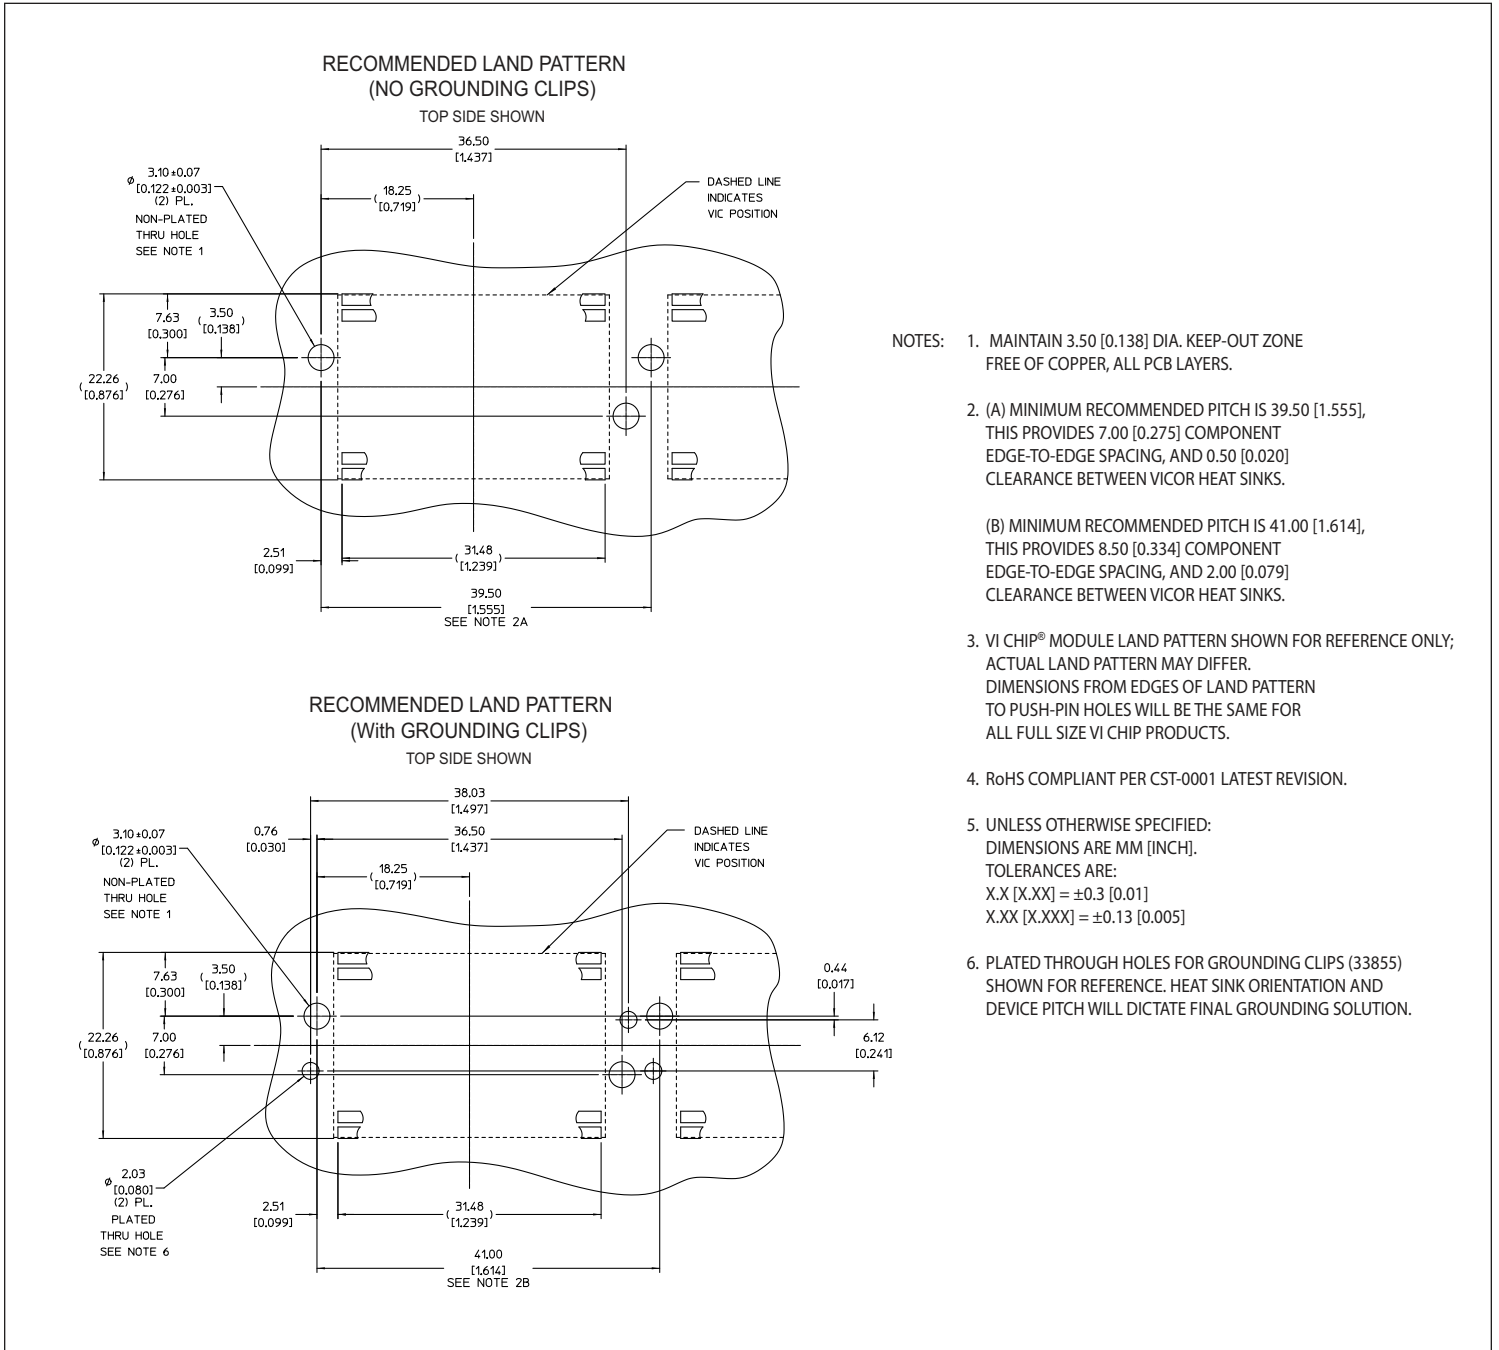 RECOMMENDED LAND PATTERN
(NO GROUNDING CLIPS)
TOP SIDE SHOWN
36.50
[1.437]
ø 3.10±0.07
[0.122±0.003]
(2) PL.
NON-PLATED
THRU HOLE
SEE NOTE 1
(18.25)
[0.719]
DASHED LINE
INDICATES
VIC POSITION
7.63
[0.300]
(3.50)
[0.138]
(22.26)
[0.876]
7.00
[0.276]
2.51
[0.099]
(31.48)
[1.239]
39.50
[1.555]
SEE NOTE 2A
RECOMMENDED LAND PATTERN
(With GROUNDING CLIPS)
TOP SIDE SHOWN
38.03
[1.497]
ø 3.10±0.07
[0.122±0.003]
(2) PL.
NON-PLATED
THRU HOLE
SEE NOTE 1
0.76
[0.030]
36.50
[1.437]
(18.25)
[0.719]
DASHED LINE
INDICATES
VIC POSITION
7.63
[0.300]
(3.50)
[0.138]
0.44
[0.017]
(22.26)
[0.876]
7.00
[0.276]
6.12
[0.241]
ø 2.03
[0.080]
(2) PL.
PLATED
THRU HOLE
SEE NOTE 6
2.51
[0.099]
(31.48)
[1.239]
41.00
[1.614]
SEE NOTE 2B
NOTES: 1. MAINTAIN 3.50 [0.138] DIA. KEEP-OUT ZONE
FREE OF COPPER, ALL PCB LAYERS.
2. (A) MINIMUM RECOMMENDED PITCH IS 39.50 [1.555],
THIS PROVIDES 7.00 [0.275] COMPONENT
EDGE-TO-EDGE SPACING, AND 0.50 [0.020]
CLEARANCE BETWEEN VICOR HEAT SINKS.
(B) MINIMUM RECOMMENDED PITCH IS 41.00 [1.614],
THIS PROVIDES 8.50 [0.334] COMPONENT
EDGE-TO-EDGE SPACING, AND 2.00 [0.079]
CLEARANCE BETWEEN VICOR HEAT SINKS.
3. VI CHIP® MODULE LAND PATTERN SHOWN FOR REFERENCE ONLY;
ACTUAL LAND PATTERN MAY DIFFER.
DIMENSIONS FROM EDGES OF LAND PATTERN
TO PUSH-PIN HOLES WILL BE THE SAME FOR
ALL FULL SIZE VI CHIP PRODUCTS.
4. RoHS COMPLIANT PER CST-0001 LATEST REVISION.
5. UNLESS OTHERWISE SPECIFIED:
DIMENSIONS ARE MM [INCH].
TOLERANCES ARE:
X.X [X.XX] = ±0.3 [0.01]
X.XX [X.XXX] = ±0.13 [0.005]
6. PLATED THROUGH HOLES FOR GROUNDING CLIPS (33855)
SHOWN FOR REFERENCE. HEAT SINK ORIENTATION AND
DEVICE PITCH WILL DICTATE FINAL GROUNDING SOLUTION.